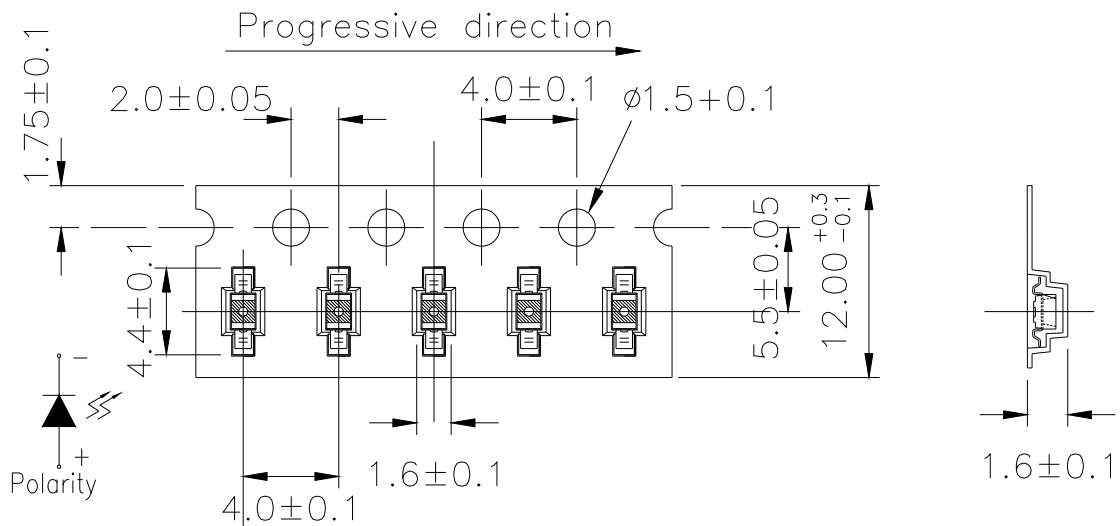 Progressive direction
1.75±0.1
2.0±0.05
4.0±0.1
ø1.5+0.1
4.4±0.1
5.5±0.05
12.00 +0.3 -0.1
-
+
Polarity
4.0±0.1
1.6±0.1
1.6±0.1